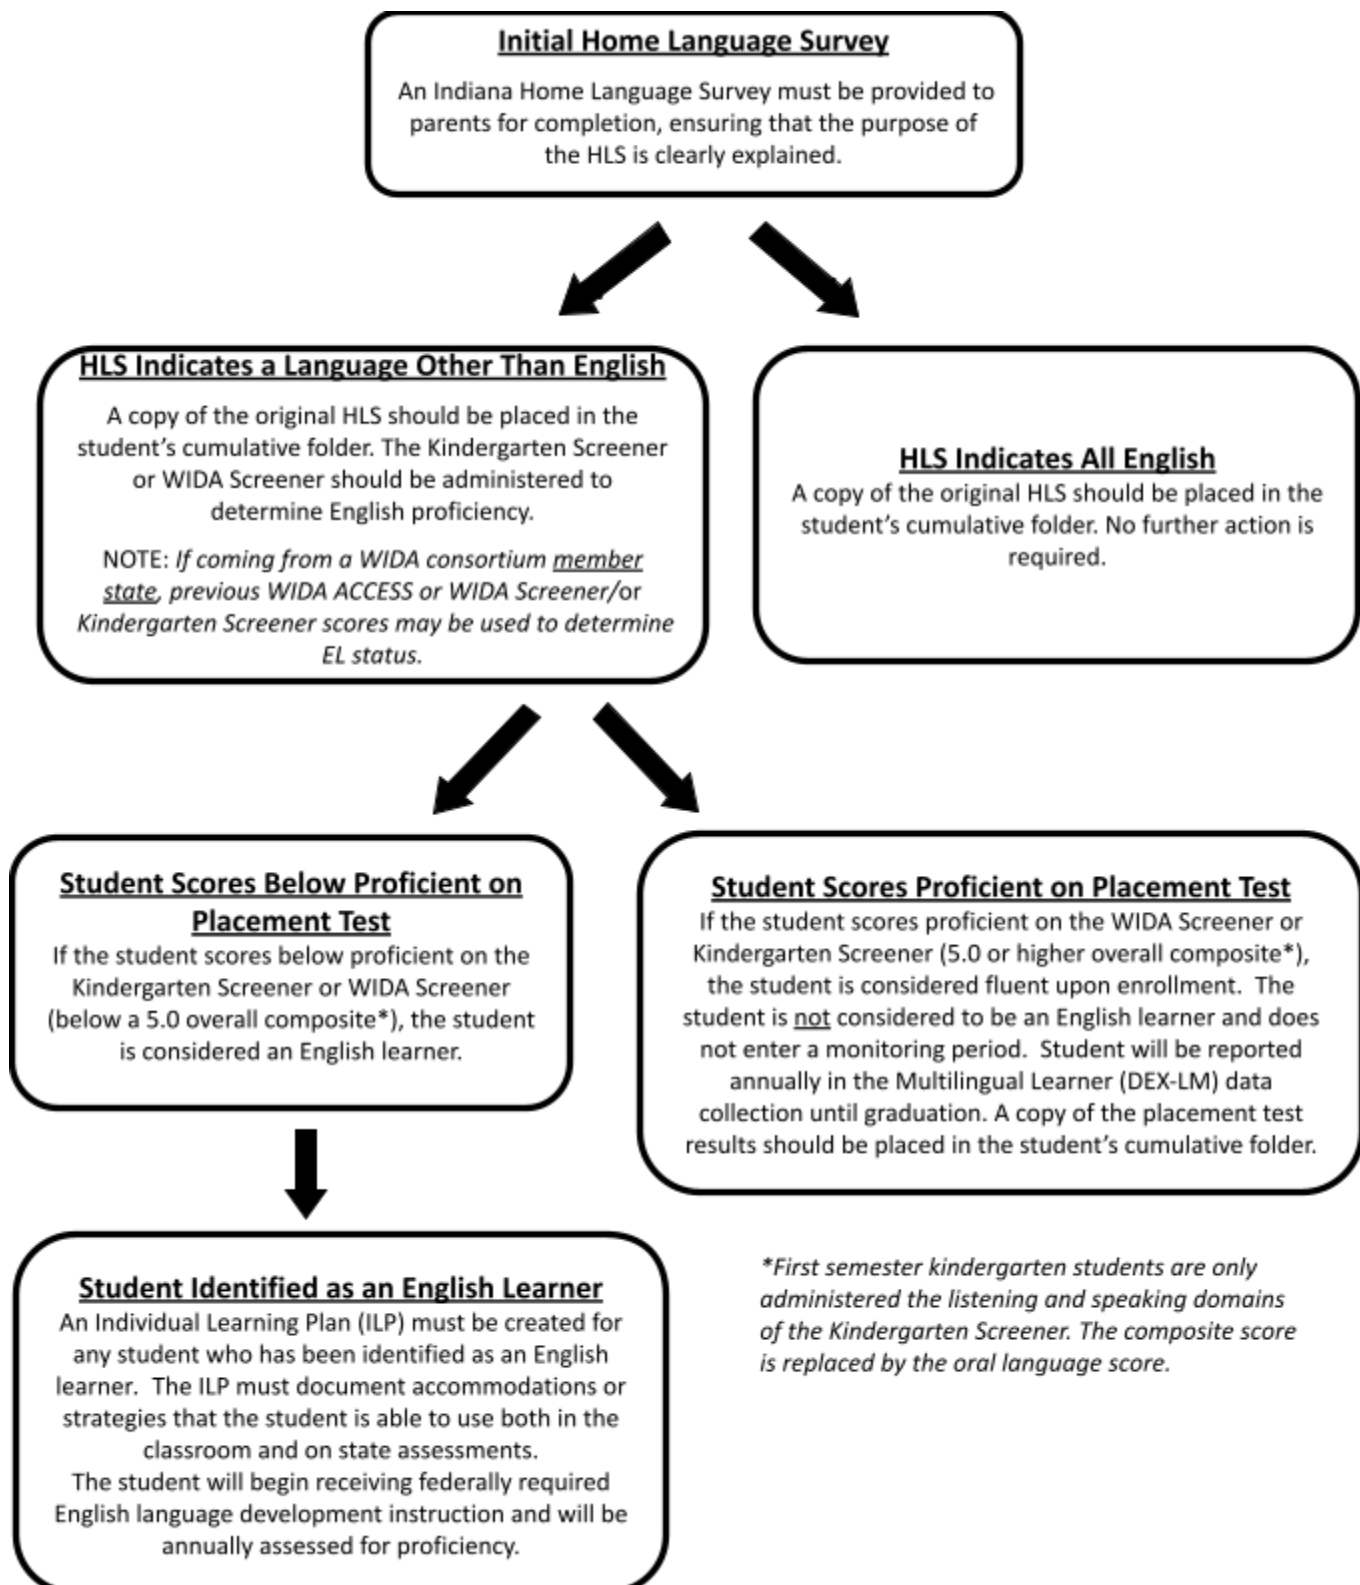 Initial Home Language Survey
An Indiana Home Language Survey must be provided to
parents for completion, ensuring that the purpose of
the HLS is clearly explained.
HLS Indicates a Language Other Than English
A copy of the original HLS should be placed in the
student's cumulative folder. The Kindergarten Screener
or WIDA Screener should be administered to
determine English proficiency.
NOTE: If coming from a WIDA consortium member
state, previous WIDA ACCESS or WIDA Screener/or
Kindergarten Screener scores may be used to determine
EL status.
HLS Indicates All English
A copy of the original HLS should be placed in the
student's cumulative folder. No further action is
required.
Student Scores Below Proficient on
Placement Test
If the student scores below proficient on the
Kindergarten Screener or WIDA Screener
(below a 5.0 overall composite*), the student
is considered an English learner.
Student Scores Proficient on Placement Test
If the student scores proficient on the WIDA Screener or
Kindergarten Screener (5.0 or higher overall composite*),
the student is considered fluent upon enrollment.  The
student is not considered to be an English learner and does
not enter a monitoring period.  Student will be reported
annually in the Multilingual Learner (DEX-LM) data
collection until graduation. A copy of the placement test
results should be placed in the student's cumulative folder.
Student Identified as an English Learner
An Individual Learning Plan (ILP) must be created for
any student who has been identified as an English
learner.  The ILP must document accommodations or
strategies that the student is able to use both in the
classroom and on state assessments.
The student will begin receiving federally required
English language development instruction and will be
annually assessed for proficiency.
*First semester kindergarten students are only
administered the listening and speaking domains
of the Kindergarten Screener. The composite score
is replaced by the oral language score.